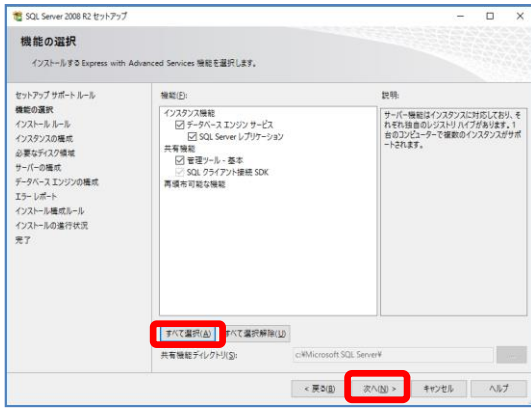 SQL Server 2008 R2 セットアップ
機能の選択
インストールする Express with Advanced Services 機能を選択します。
セットアップ サポート ルール
機能の選択
インストール ルール
インスタンスの構成
必要なディスク領域
サーバーの構成
データベース エンジンの構成
エラー レポート
インストール構成ルール
インストールの進行状況
完了
機能(F):
インスタンス機能
データベース エンジン サービス
SQL Server レプリケーション
共有機能
管理ツール - 基本
SQL クライアント接続 SDK
再頒布可能な機能
説明:
サーバー機能はインスタンスに対応しており、そ
れぞれ独自のレジストリ ハイブがあります。1
台のコンピューターで複数のインスタンスがサポ
ートされます。
すべて選択(A)
すべて選択解除(U)
共有機能ディレクトリ(S):
c:¥Microsoft SQL Server¥
...
< 戻る(B)
次へ(N) >
キャンセル
ヘルプ